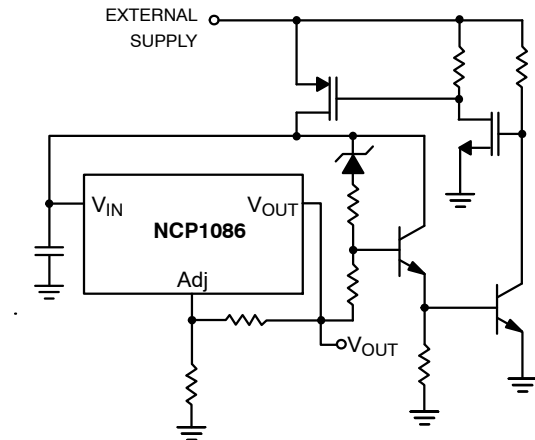 EXTERNAL
SUPPLY
V_IN
NCP1086
V_OUT
Adj
V_OUT